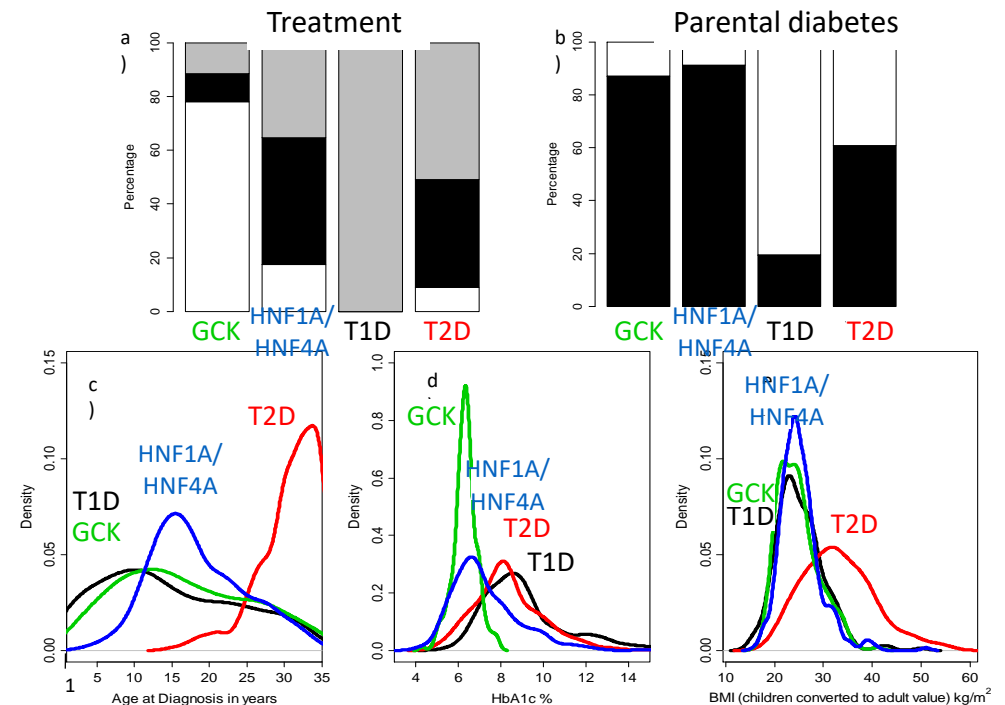 Treatment
Parental diabetes
a
)
b
)
Percentage
0
20
40
60
80
100
Percentage
0
20
40
60
80
100
GCK
HNF1A/
HNF4A
T1D
T2D
GCK
HNF1A/
HNF4A
T1D
T2D
c
)
T2D
HNF1A/
HNF4A
T1D
GCK
Density
0.00
0.05
0.10
0.15
1
5
10
15
20
25
30
35
Age at Diagnosis in years
d
GCK
HNF1A/
HNF4A
T2D
T1D
Density
0.0
0.2
0.4
0.6
0.8
1.0
4
6
8
10
12
14
HbA1c %
HNF1A/
HNF4A
GCK
T1D
T2D
Density
0.00
0.05
0.10
0.15
10
20
30
40
50
60
BMI (children converted to adult value) kg/m²